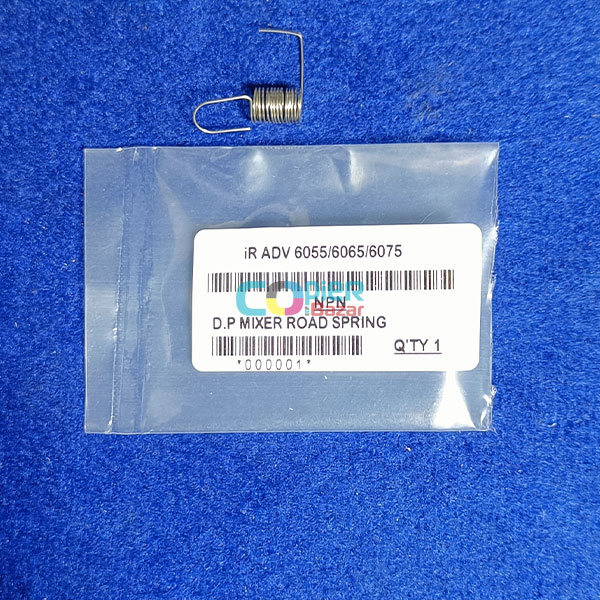 iR ADV 6055/6065/6075
COPiER
Bazar
NPN
D.P MIXER ROAD SPRING
Q'TY 1
*000001*